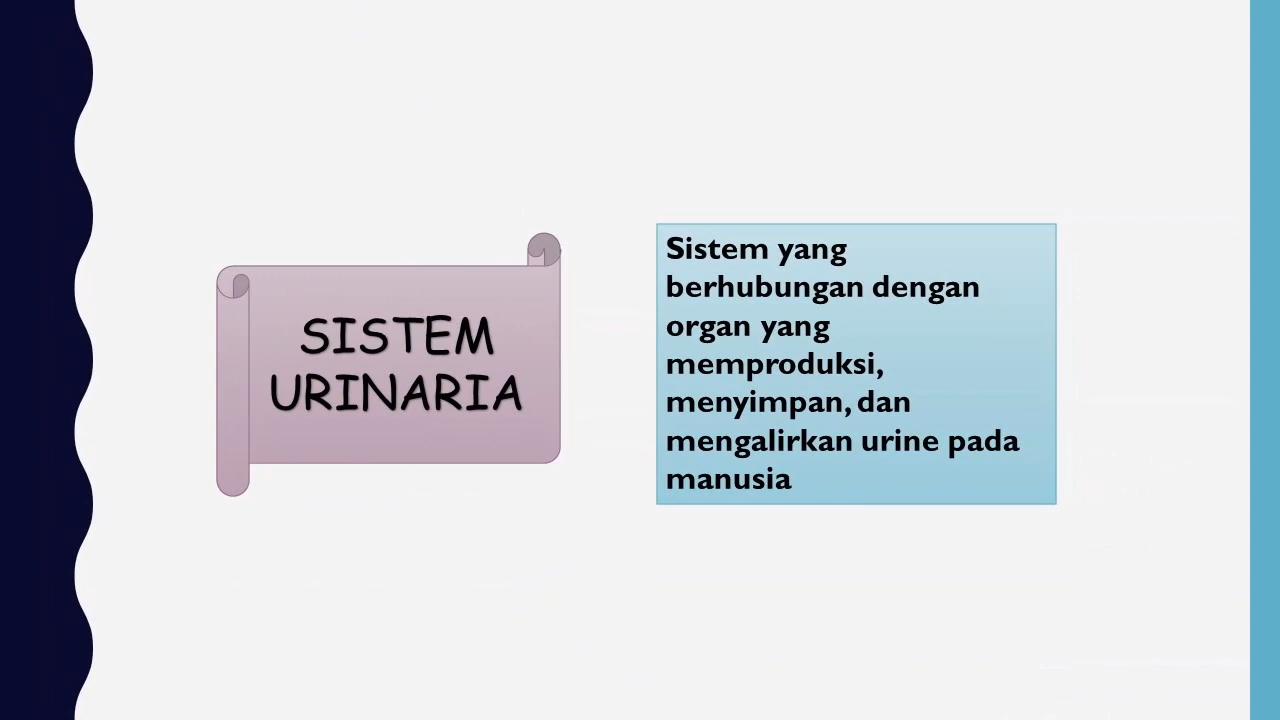 SISTEM
URINARIA
Sistem yang
berhubungan dengan
organ yang
memproduksi,
menyimpan, dan
mengalirkan urine pada
manusia